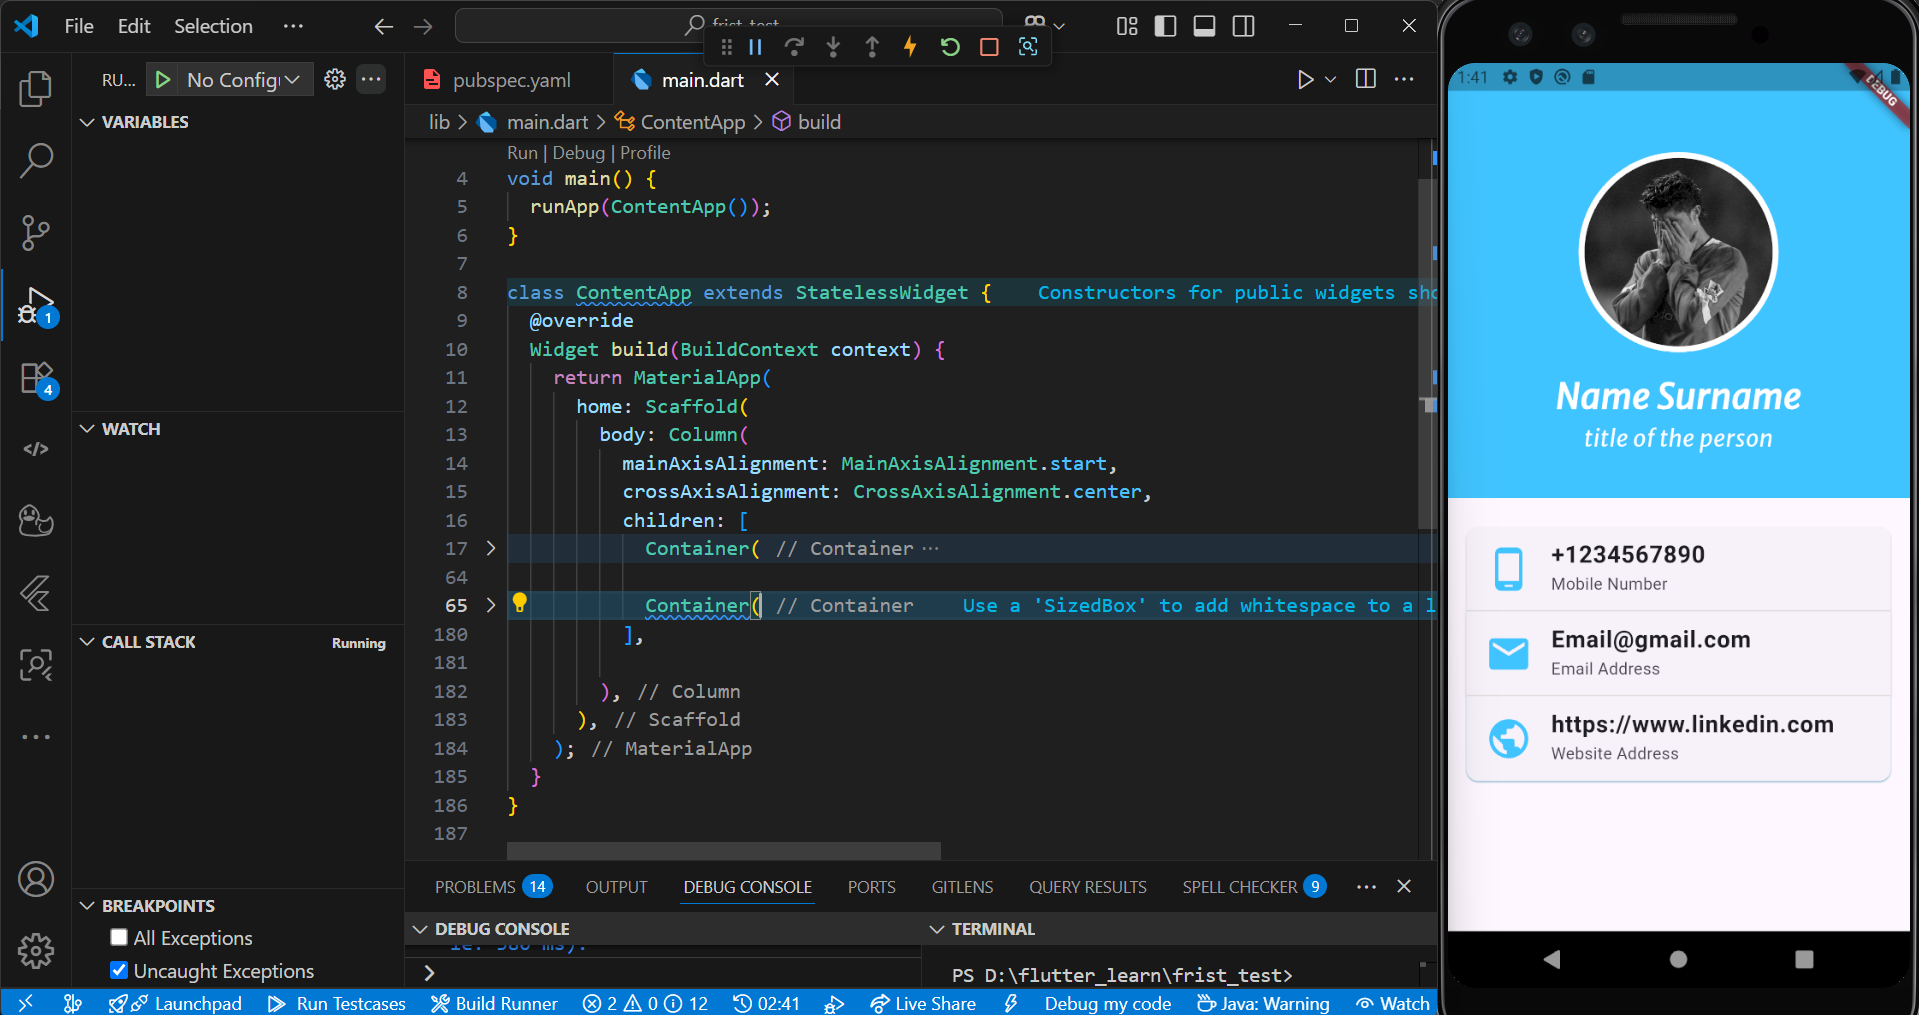 File Edit Selection ···
frist_test
RU... No Config
pubspec.yaml
main.dart
lib > main.dart > ContentApp > build
VARIABLES
WATCH
CALL STACK
Running
BREAKPOINTS
All Exceptions
Uncaught Exceptions
1
4
Run | Debug | Profile
4 void main() {
5 runApp(ContentApp());
6 }
7
8 class ContentApp extends StatelessWidget { Constructors for public widgets sh
9 @override
10 Widget build(BuildContext context) {
11 return MaterialApp(
12 home: Scaffold(
13 body: Column(
14 mainAxisAlignment: MainAxisAlignment.start,
15 crossAxisAlignment: CrossAxisAlignment.center,
16 children: [
17 Container( // Container ···
64
65 Container( // Container Use a 'SizedBox' to add whitespace to a l
180 ],
181
182 ), // Column
183 ), // Scaffold
184 ); // MaterialApp
185 }
186 }
187
PROBLEMS 14 OUTPUT DEBUG CONSOLE PORTS GITLENS QUERY RESULTS SPELL CHECKER 9
DEBUG CONSOLE
>
TERMINAL
PS D:\flutter_learn\frist_test>
Launchpad Run Testcases Build Runner 2 0 12 02:41 Live Share Debug my code Java: Warning Watch
1:41
DEBUG
Name Surname
title of the person
+1234567890
Mobile Number
Email@gmail.com
Email Address
https://www.linkedin.com
Website Address